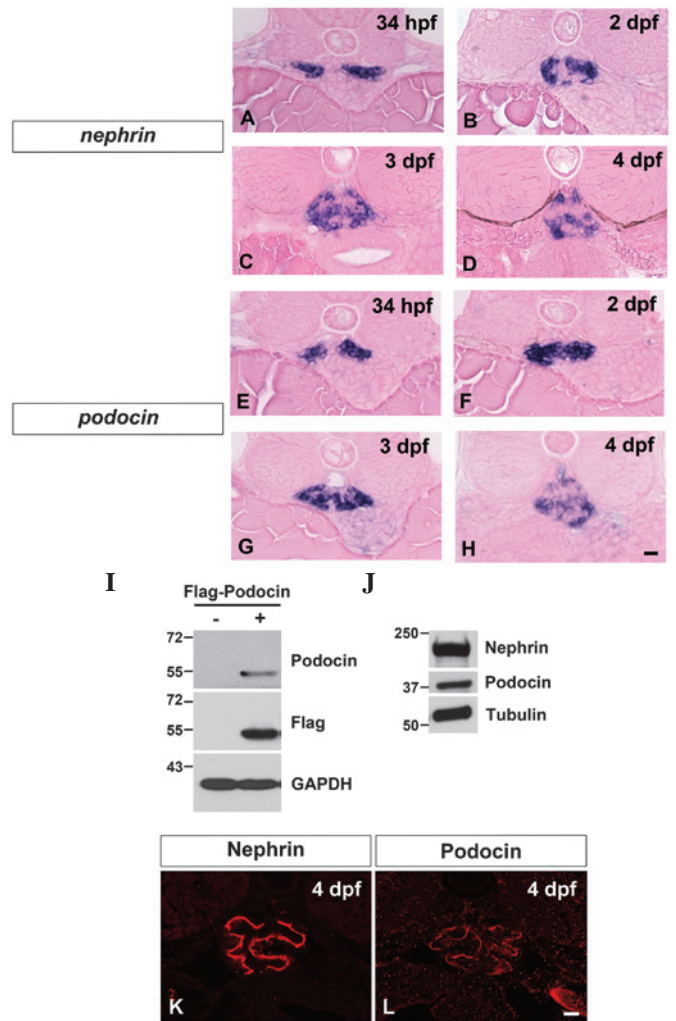 34 hpf
2 dpf
A
B
nephrin
3 dpf
4 dpf
C
D
34 hpf
2 dpf
E
F
podocin
3 dpf
4 dpf
G
H
I
J
Flag-Podocin
- +
72
55
Podocin
72
55
Flag
43
GAPDH
250
Nephrin
37
Podocin
50
Tubulin
Nephrin
Podocin
4 dpf
4 dpf
K
L